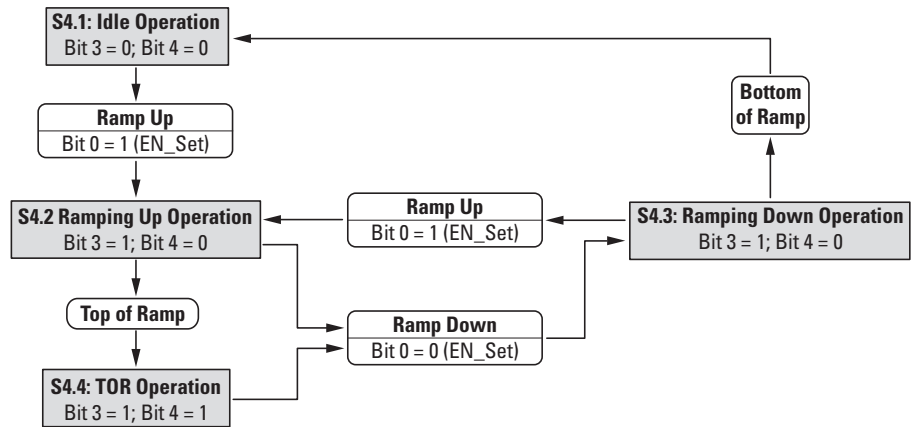 S4.1: Idle Operation
Bit 3 = 0; Bit 4 = 0
Bottom
of Ramp
Ramp Up
Bit 0 = 1 (EN_Set)
S4.2 Ramping Up Operation
Bit 3 = 1; Bit 4 = 0
Ramp Up
Bit 0 = 1 (EN_Set)
S4.3: Ramping Down Operation
Bit 3 = 1; Bit 4 = 0
Top of Ramp
Ramp Down
Bit 0 = 0 (EN_Set)
S4.4: TOR Operation
Bit 3 = 1; Bit 4 = 1